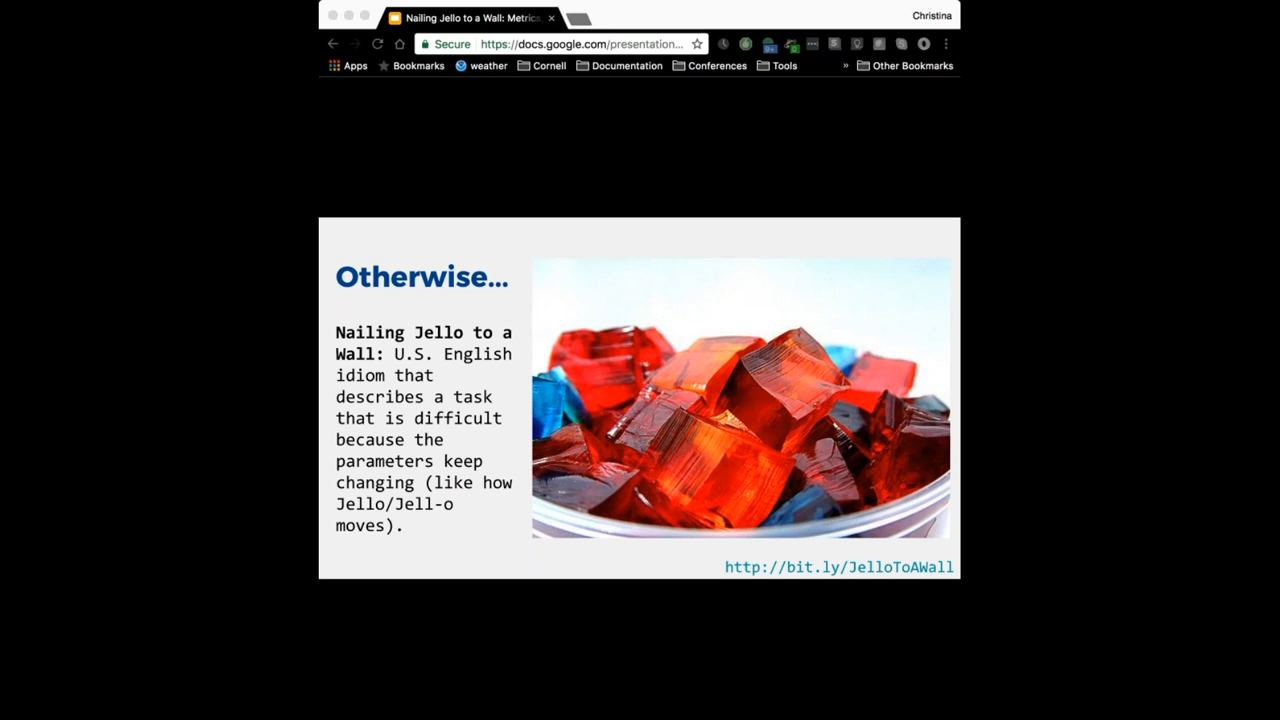 Nailing Jello to a Wall: Metrics,
Christina
Secure https://docs.google.com/presentation...
Apps Bookmarks weather Cornell Documentation Conferences Tools » Other Bookmarks
Otherwise...
Nailing Jello to a
Wall: U.S. English
idiom that
describes a task
that is difficult
because the
parameters keep
changing (like how
Jello/Jell-o
moves).
http://bit.ly/JelloToAWall